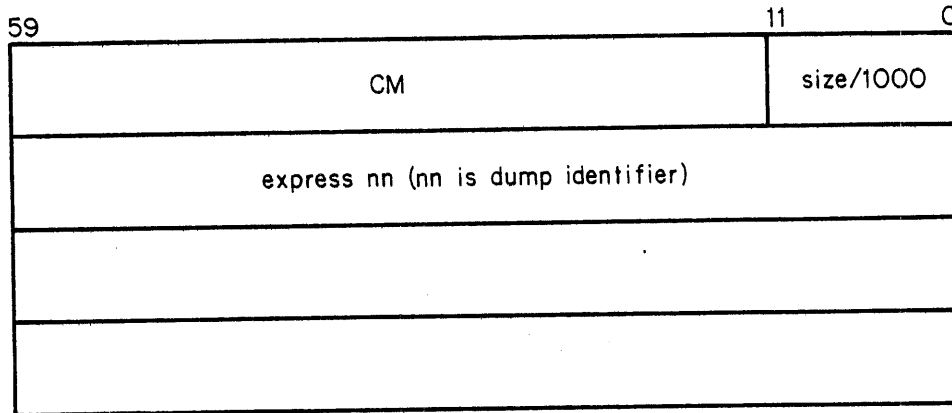 59 11 0
CM size/1000
express nn (nn is dump identifier)